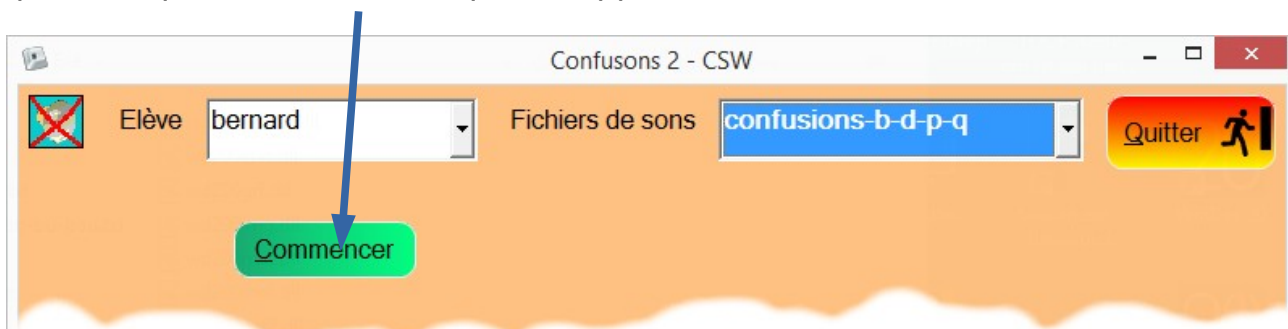 Confusons 2 - CSW
Elève bernard Fichiers de sons confusions-b-d-p-q Quitter
Commencer